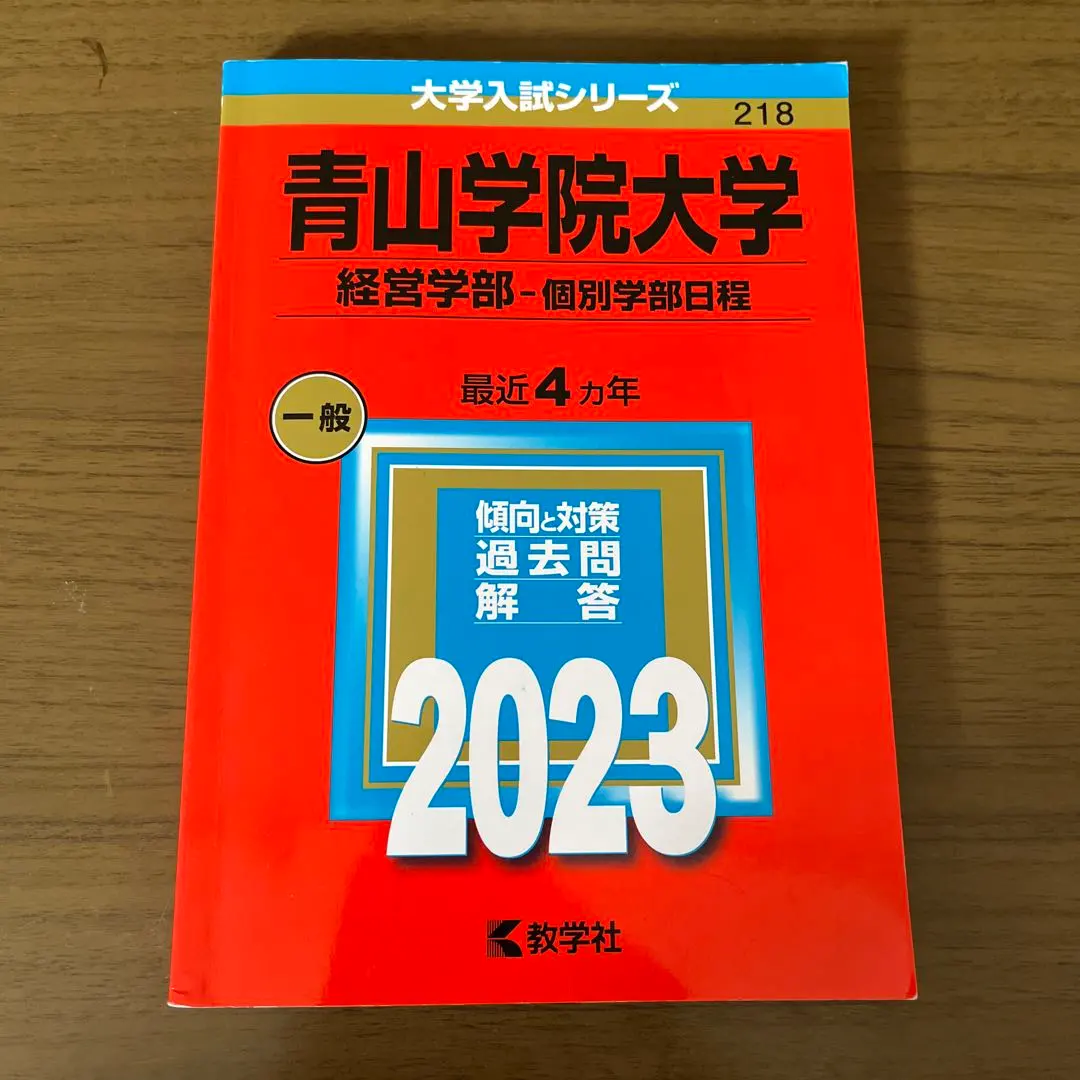 大学入試シリーズ
218
青山学院大学
経営学部-個別学部日程
最近4カ年
一般
傾向と対策
過去問
解答
2023
教学社